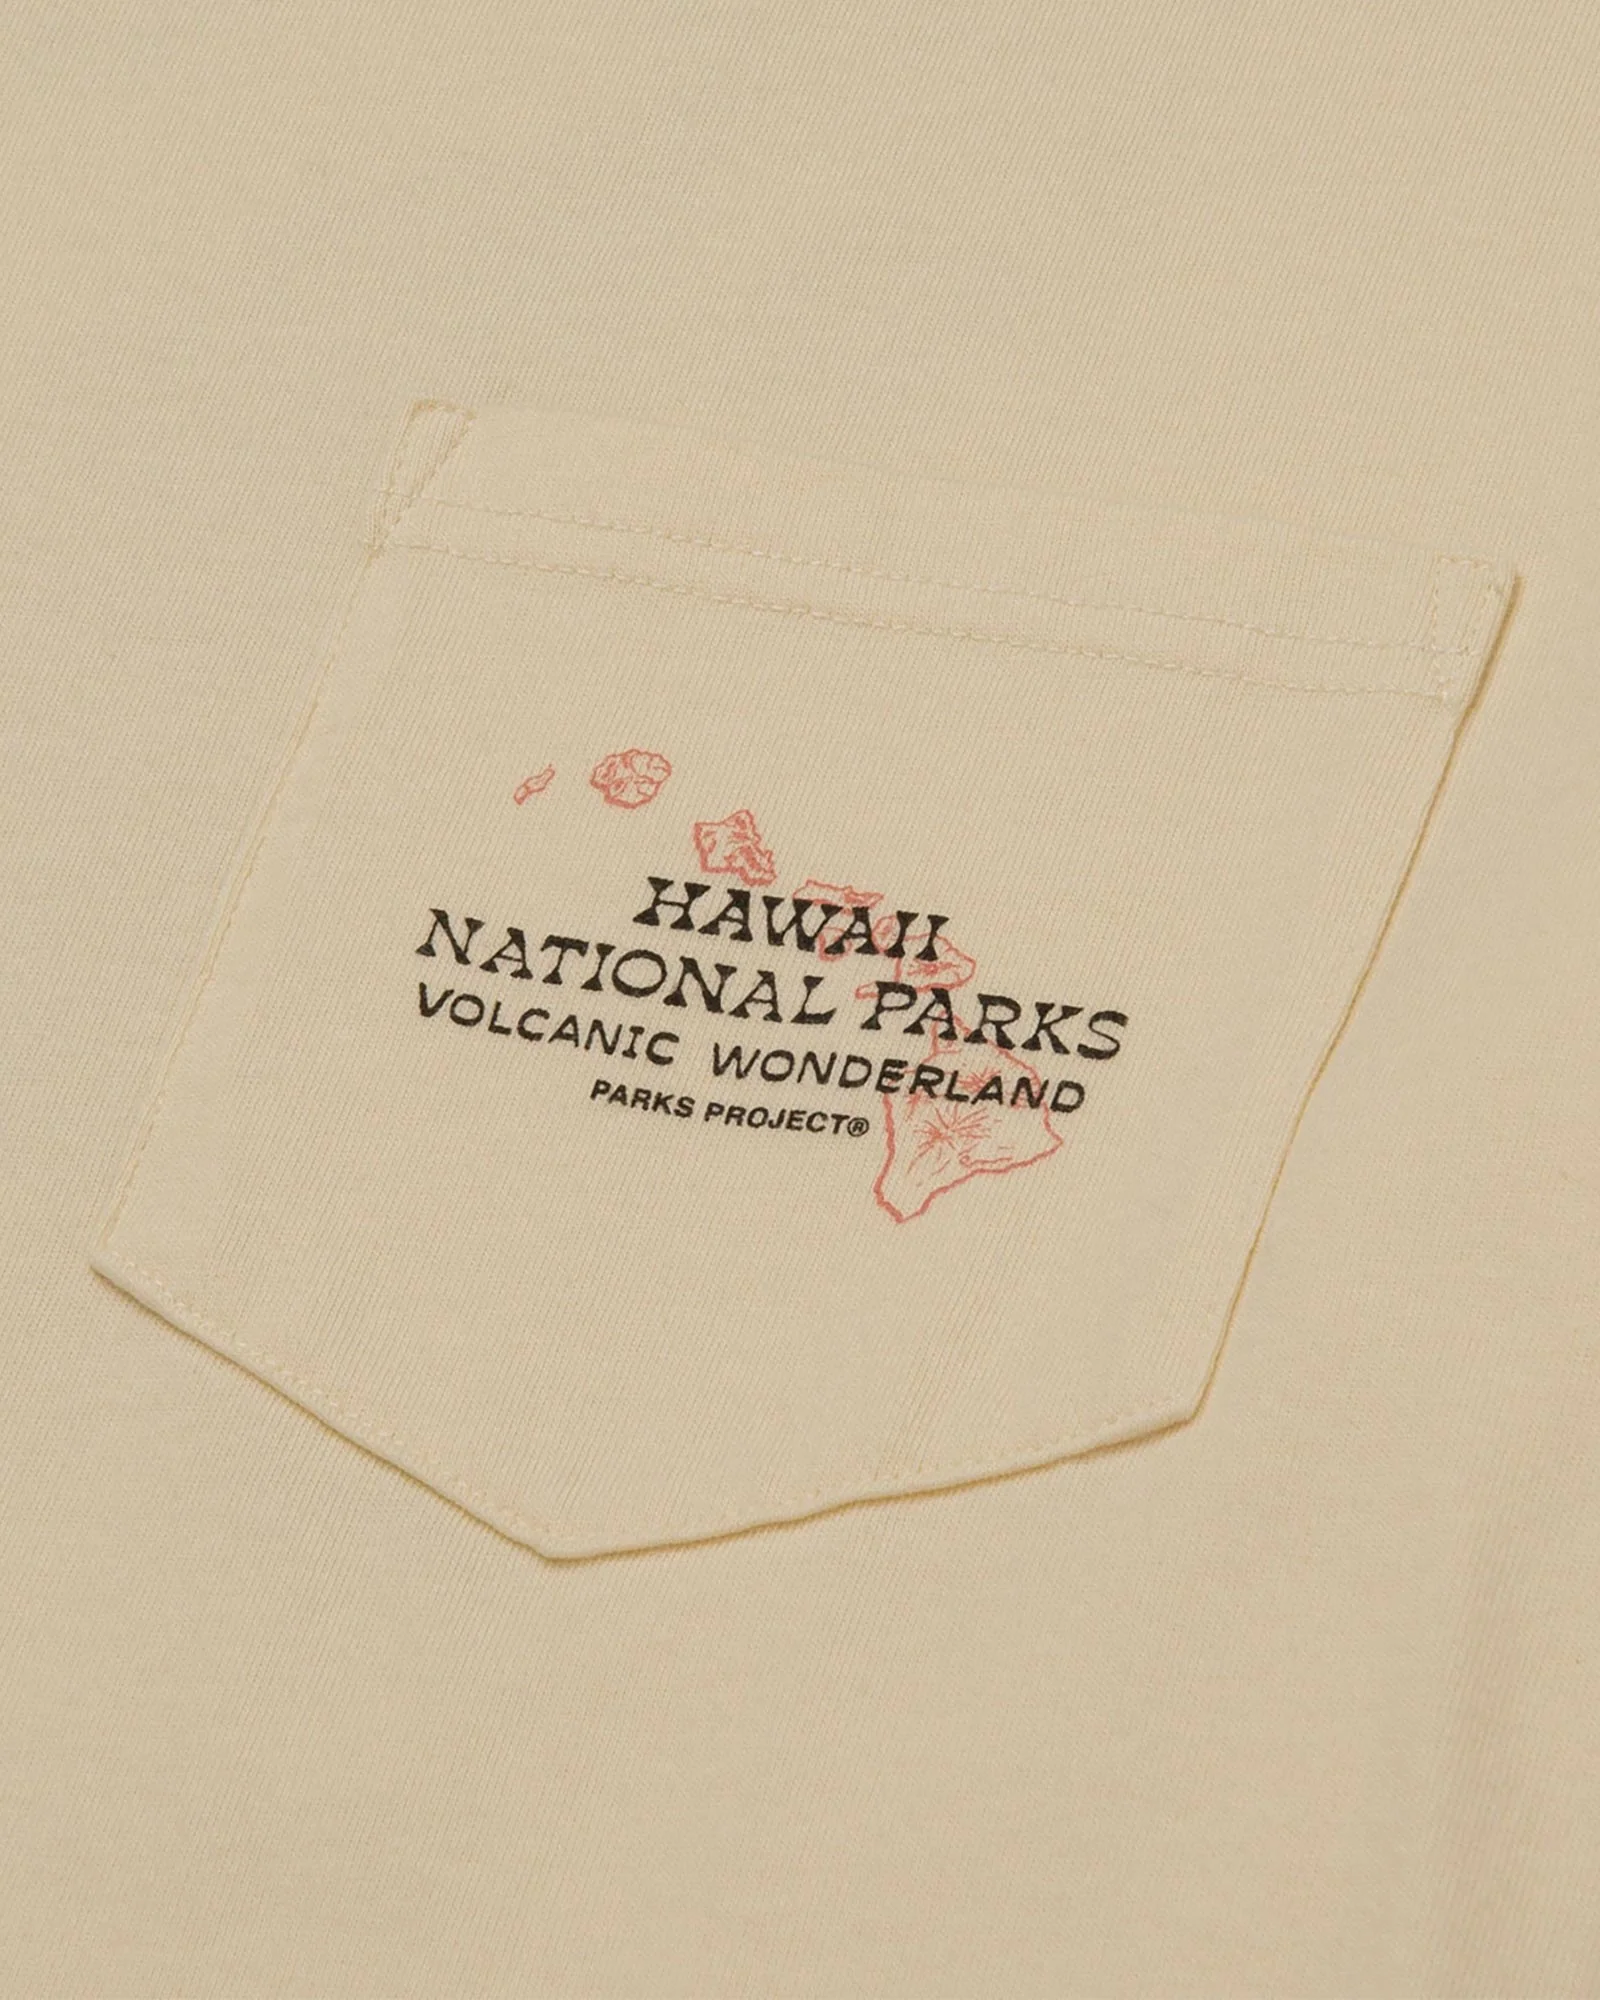 HAWAII
NATIONAL PARKS
VOLCANIC WONDERLAND
PARKS PROJECT®